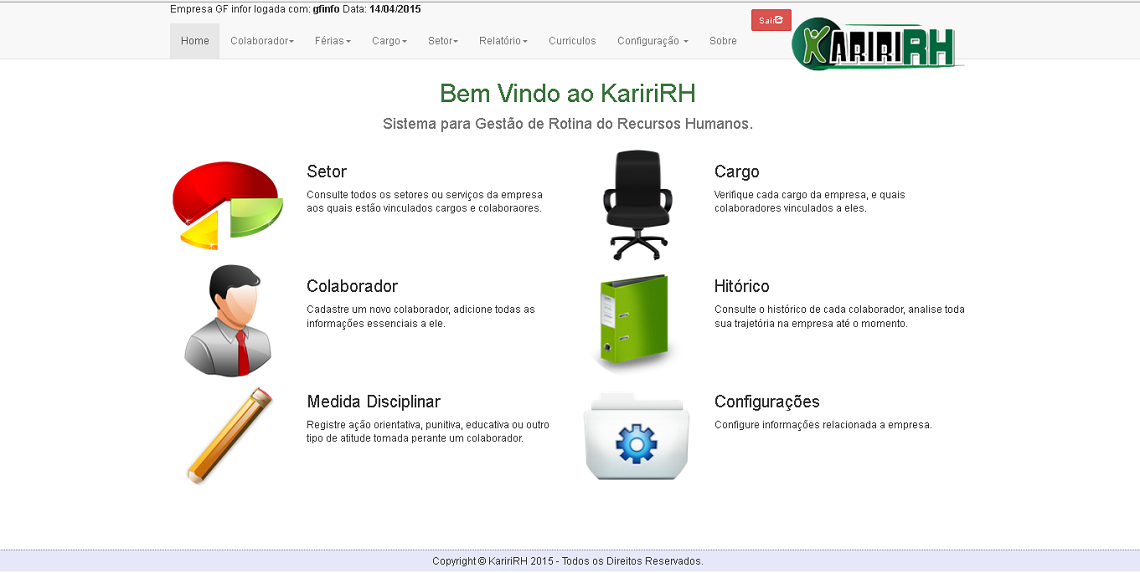 Empresa GF infor logada com: gfinfo Data: 14/04/2015
Sair
Home Colaborador Férias Cargo Setor Relatório Curriculos Configuração Sobre
KARIRIRH
Bem Vindo ao KaririRH
Sistema para Gestão de Rotina do Recursos Humanos.
Setor
Consulte todos os setores ou serviços da empresa
aos quais estão vinculados cargos e colaboraores.
Cargo
Verifique cada cargo da empresa, e quais
colaboradores vinculados a eles.
Colaborador
Cadastre um novo colaborador, adicione todas as
informações essenciais a ele.
Hitórico
Consulte o histórico de cada colaborador, analise toda
sua trajetória na empresa até o momento.
Medida Disciplinar
Registre ação orientativa, punitiva, educativa ou outro
tipo de atitude tomada perante um colaborador.
Configurações
Configure informações relacionada a empresa.
Copyright © KaririRH 2015 - Todos os Direitos Reservados.